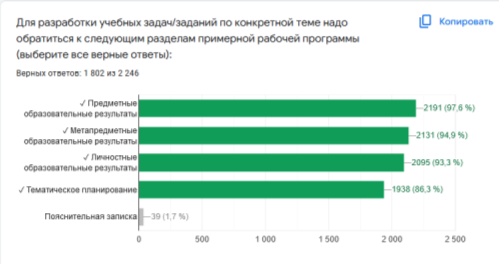 Для разработки учебных задач/заданий по конкретной теме надо
обратиться к следующим разделам примерной рабочей программы
(выберите все верные ответы):
Копировать
Верных ответов: 1 802 из 2 246
✓ Предметные
образовательные результаты
2191 (97,6 %)
✓ Метапредметные
образовательные результаты
2131 (94,9 %)
✓ Личностные
образовательные результаты
2095 (93,3 %)
✓ Тематическое планирование
1938 (86,3 %)
Пояснительная записка
39 (1,7 %)
0 500 1 000 1 500 2 000 2 500